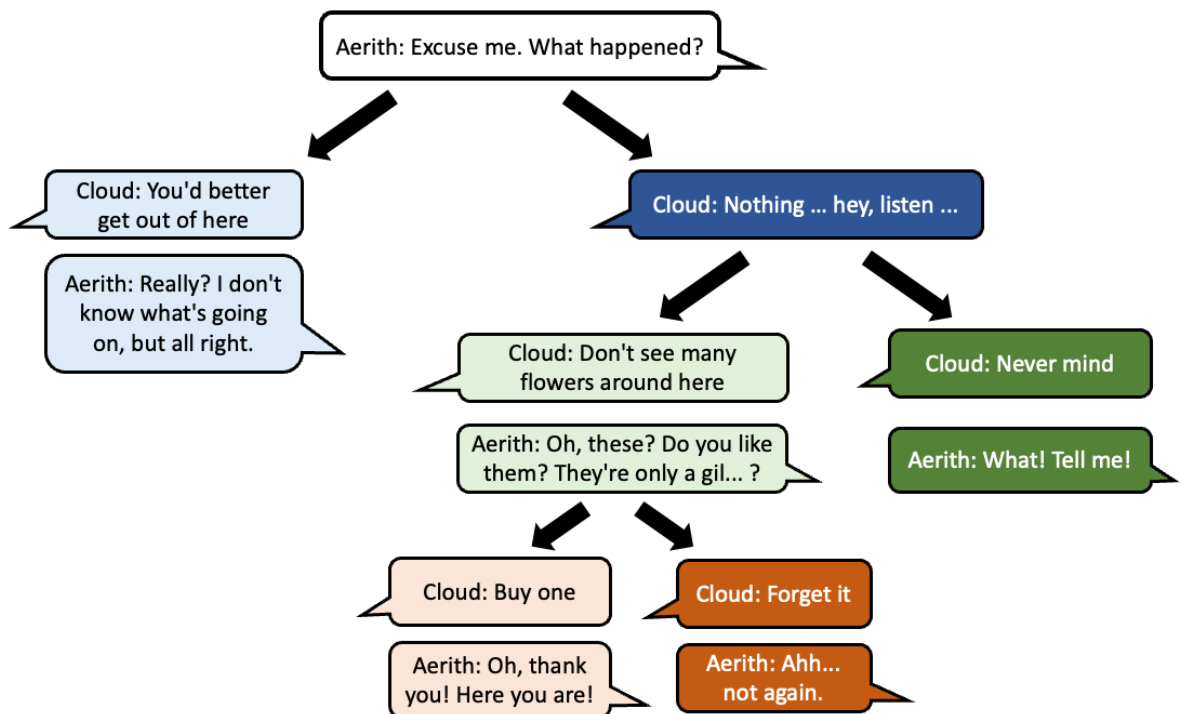 Aerith: Excuse me. What happened?
Cloud: You'd better
get out of here
Aerith: Really? I don't
know what's going
on, but all right.
Cloud: Nothing ... hey, listen ...
Cloud: Don't see many
flowers around here
Aerith: Oh, these? Do you like
them? They're only a gil... ?
Cloud: Never mind
Aerith: What! Tell me!
Cloud: Buy one
Aerith: Oh, thank
you! Here you are!
Cloud: Forget it
Aerith: Ahh...
not again.